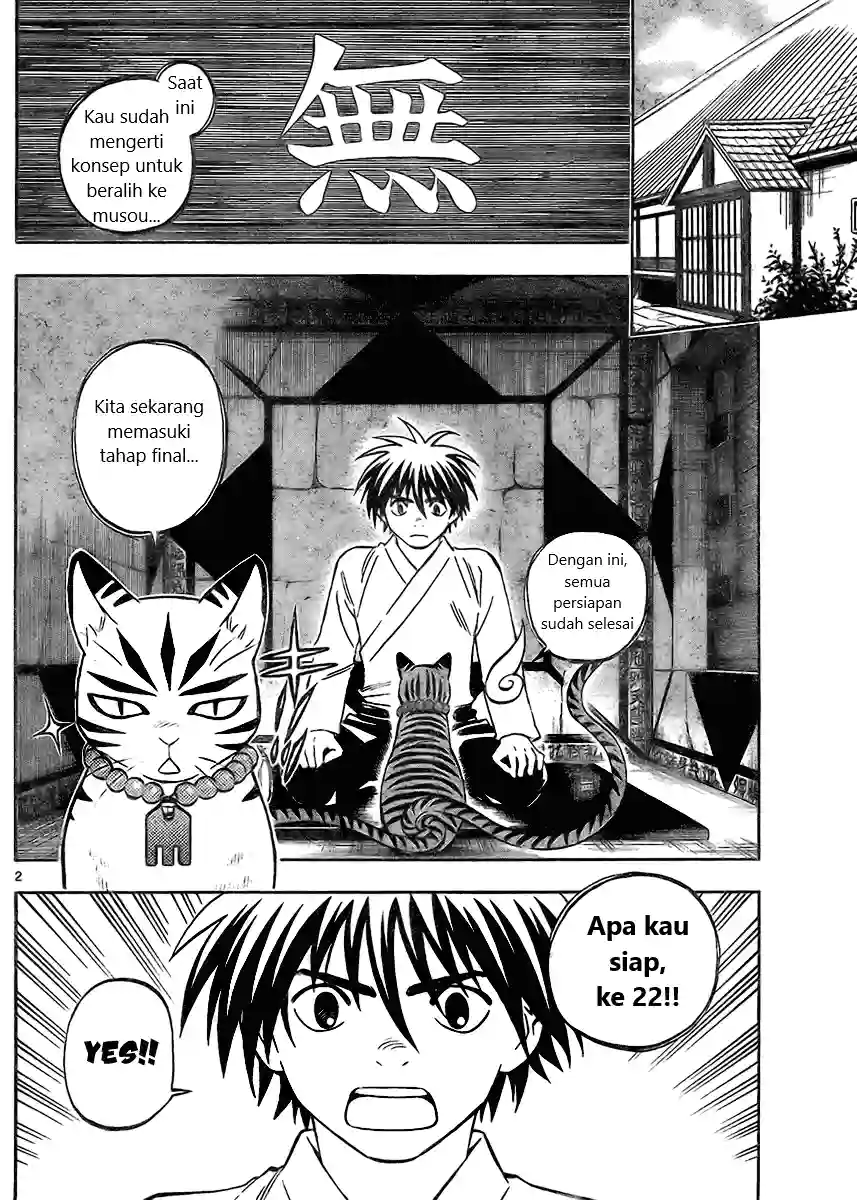 無
Saat
ini
Kau sudah
mengerti
konsep untuk
beralih ke
musou...
Kita sekarang
memasuki
tahap final...
Dengan ini,
semua
persiapan
sudah selesai
2
Apa kau
siap,
ke 22!!
YES!!